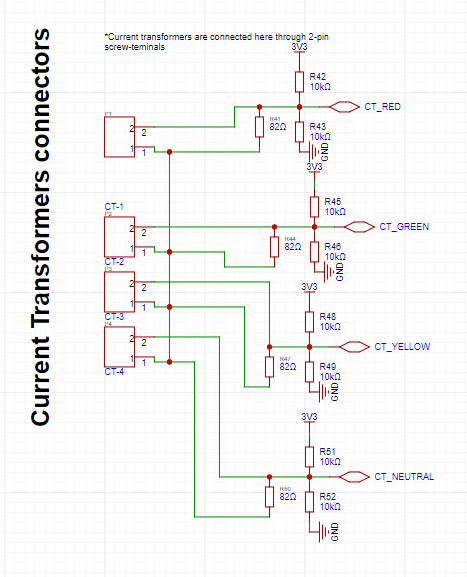 Current Transformers connectors
*Current transformers are connected here through 2-pin
screw-teminals
3V3
R42
10kΩ
CT_RED
P1
2 2
1 1
R41
82Ω
R43
10kΩ
GND
3V3
R45
10kΩ
CT-1
P2
2 2
1 1
CT_GREEN
R44
82Ω
R46
10kΩ
GND
CT-2
P3
2 2
1 1
3V3
R48
10kΩ
CT-3
P4
2 2
1 1
CT-4
CT_YELLOW
R47
82Ω
R49
10kΩ
GND
3V3
R51
10kΩ
CT_NEUTRAL
R50
82Ω
R52
10kΩ
GND